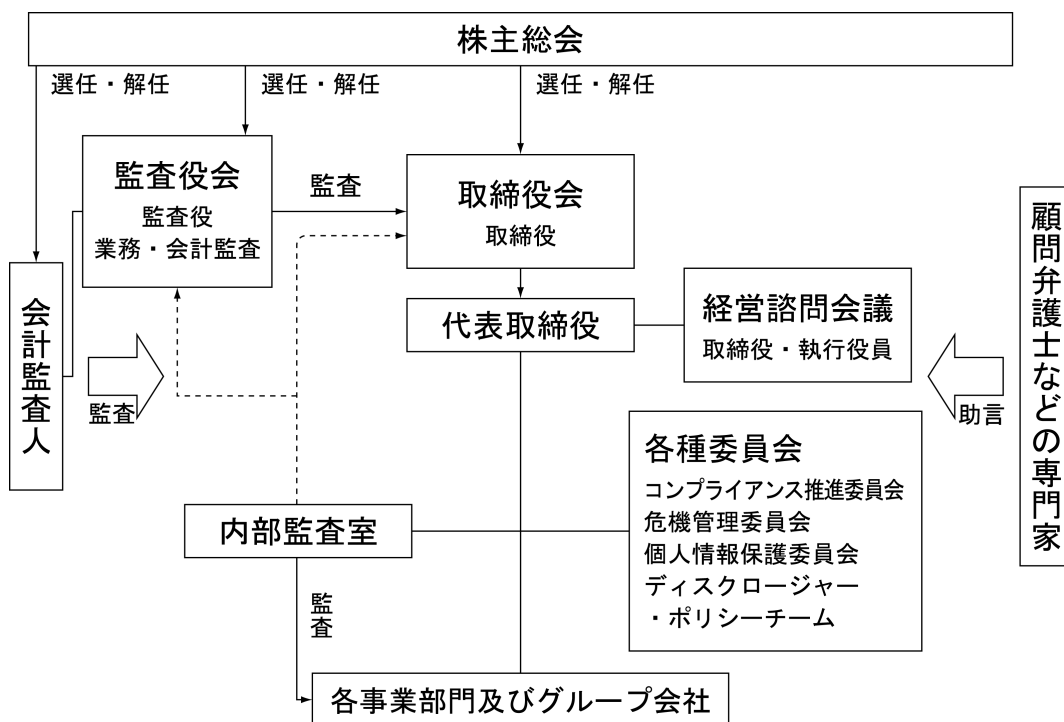 株主総会
選任・解任
選任・解任
選任・解任
監査役会
監査役
業務・会計監査
監査
取締役会
取締役
代表取締役
経営諮問会議
取締役・執行役員
顧問弁護士などの専門家
助言
会計監査人
監査
各種委員会
コンプライアンス推進委員会
危機管理委員会
個人情報保護委員会
ディスクロージャー
・ポリシーチーム
内部監査室
監査
各事業部門及びグループ会社